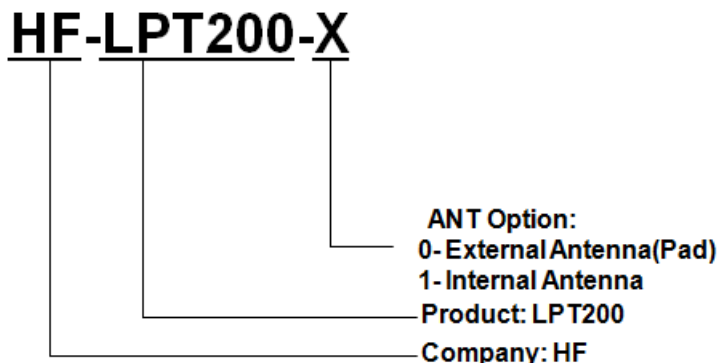 HF-LPT200-X
ANT Option:
0- External Antenna(Pad)
1- Internal Antenna
Product: LPT200
Company: HF